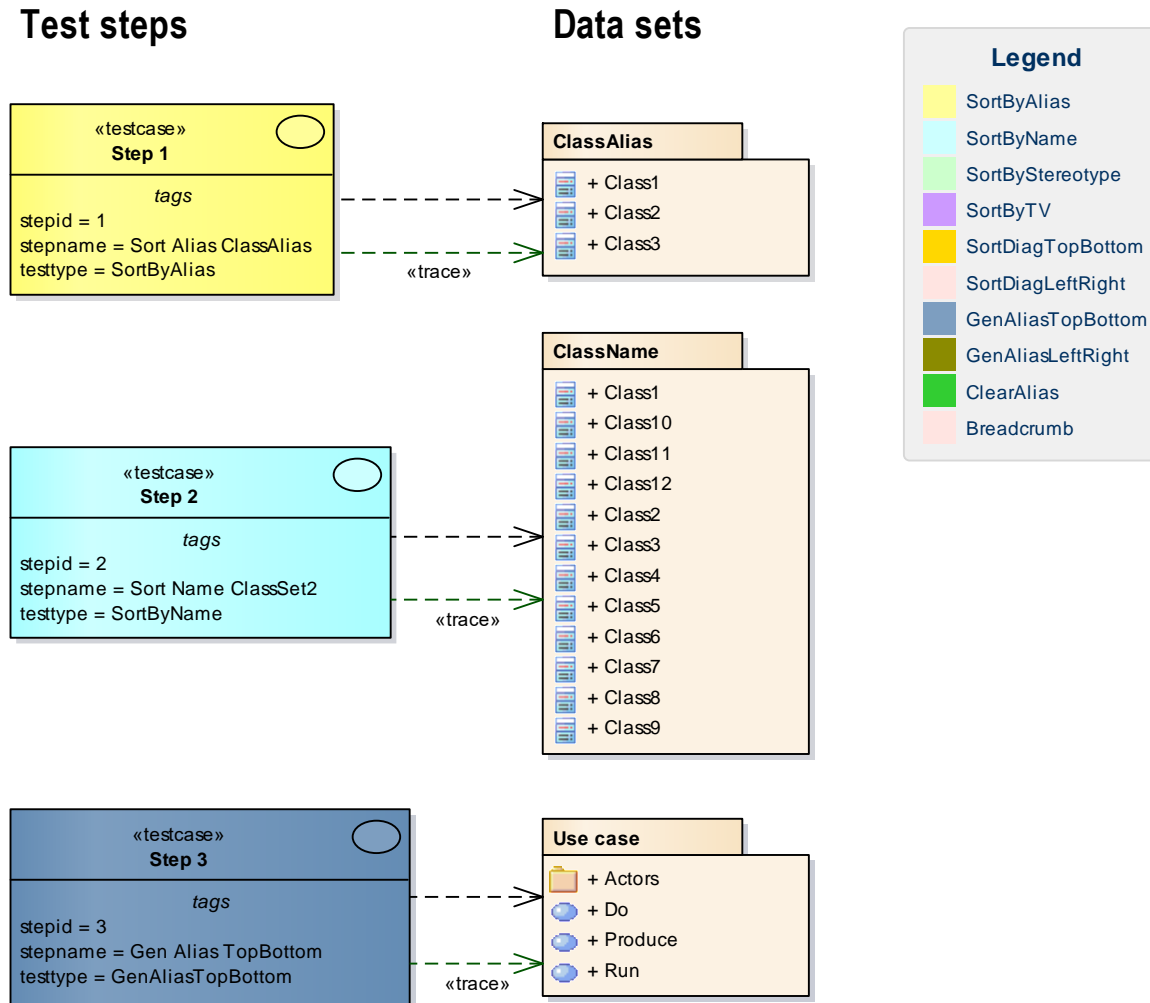 Test steps
Data sets
Legend
SortByAlias
SortByName
SortByStereotype
SortByTV
SortDiagTopBottom
SortDiagLeftRight
GenAliasTopBottom
GenAliasLeftRight
ClearAlias
Breadcrumb
«testcase»
Step 1
tags
stepid = 1
stepname = Sort Alias ClassAlias
testtype = SortByAlias
«trace»
ClassAlias
+ Class1
+ Class2
+ Class3
«testcase»
Step 2
tags
stepid = 2
stepname = Sort Name ClassSet2
testtype = SortByName
«trace»
ClassName
+ Class1
+ Class10
+ Class11
+ Class12
+ Class2
+ Class3
+ Class4
+ Class5
+ Class6
+ Class7
+ Class8
+ Class9
«testcase»
Step 3
tags
stepid = 3
stepname = Gen Alias TopBottom
testtype = GenAliasTopBottom
«trace»
Use case
+ Actors
+ Do
+ Produce
+ Run